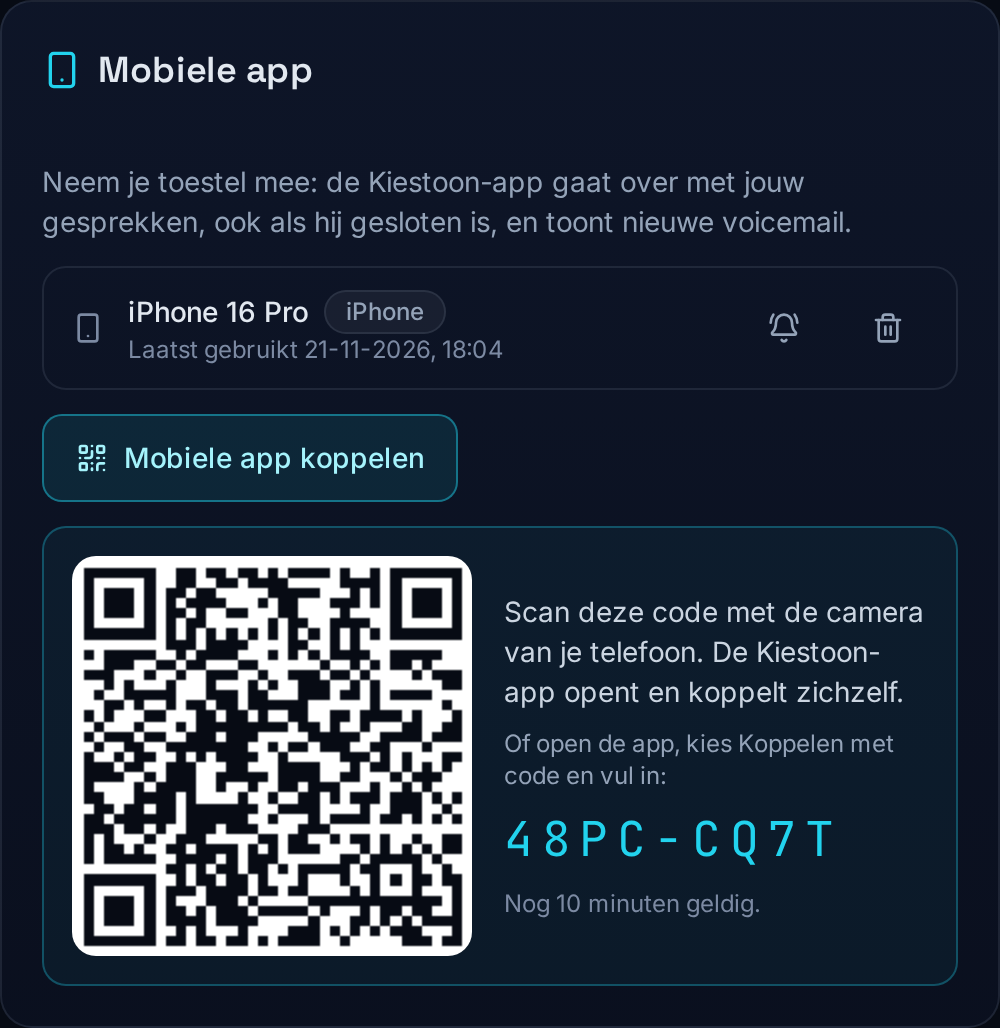 Mobiele app
Neem je toestel mee: de Kiestoon-app gaat over met jouw
gesprekken, ook als hij gesloten is, en toont nieuwe voicemail.
iPhone 16 Pro iPhone
Laatst gebruikt 21-11-2026, 18:04
Mobiele app koppelen
Scan deze code met de camera
van je telefoon. De Kiestoon-
app opent en koppelt zichzelf.
Of open de app, kies Koppelen met
code en vul in:
48PC-CQ7T
Nog 10 minuten geldig.